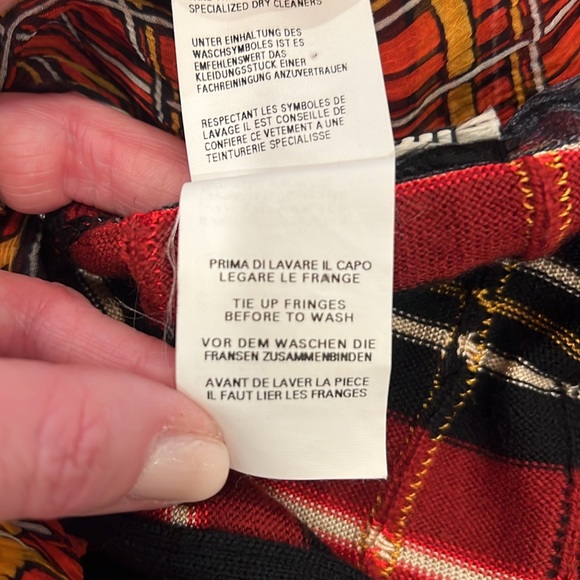 SPECIALIZED DRY CLEANERS
UNTER EINHALTUNG DES
WASCHSYMBOLES IST ES
EMFEHLENSWERT DAS
KLEIDUNGSSTUCK EINER
FACHREINIGUNG ANZUVERTRAUEN
RESPECTANT LES SYMBOLES DE
LAVAGE IL EST CONSEILLE DE
CONFIERE CE VETEMENT A UNE
TEINTURERIE SPECIALISSE
PRIMA DI LAVARE IL CAPO
LEGARE LE FRANGE
TIE UP FRINGES
BEFORE TO WASH
VOR DEM WASCHEN DIE
FRANSEN ZUSAMMENBINDEN
AVANT DE LAVER LA PIECE
IL FAUT LIER LES FRANGES